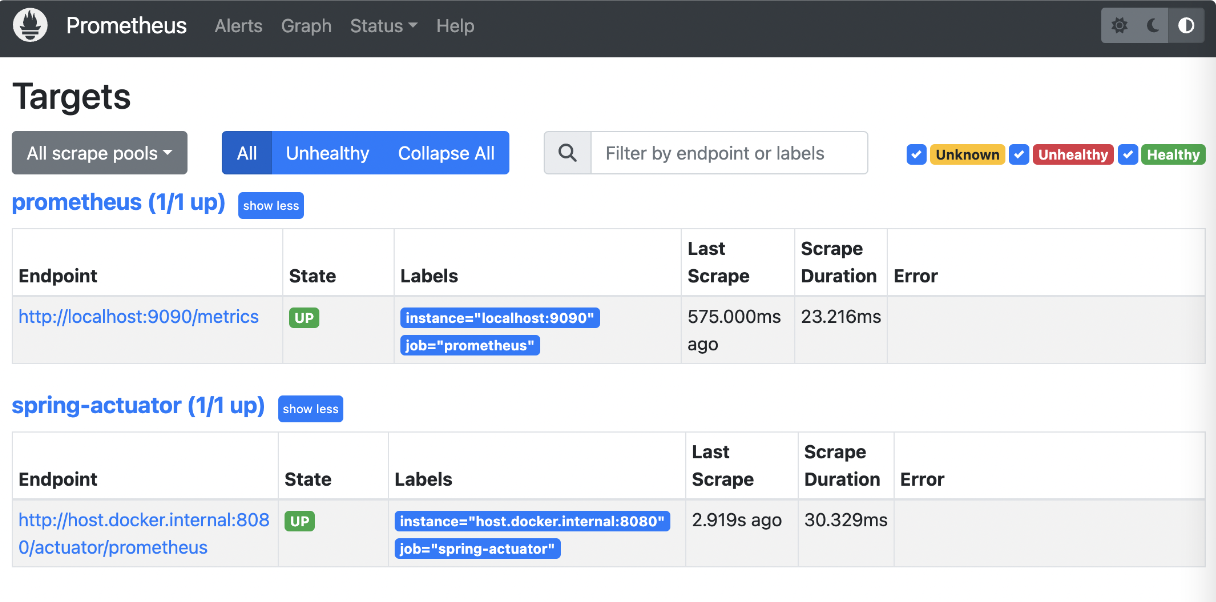 Prometheus Alerts Graph Status Help
Targets
All scrape pools All Unhealthy Collapse All Filter by endpoint or labels Unknown Unhealthy Healthy
prometheus (1/1 up) show less
Endpoint State Labels Last Scrape Scrape Duration Error
http://localhost:9090/metrics UP instance="localhost:9090" 575.000ms ago 23.216ms
job="prometheus"
spring-actuator (1/1 up) show less
Endpoint State Labels Last Scrape Scrape Duration Error
http://host.docker.internal:8080/actuator/prometheus UP instance="host.docker.internal:8080" 2.919s ago 30.329ms
job="spring-actuator"